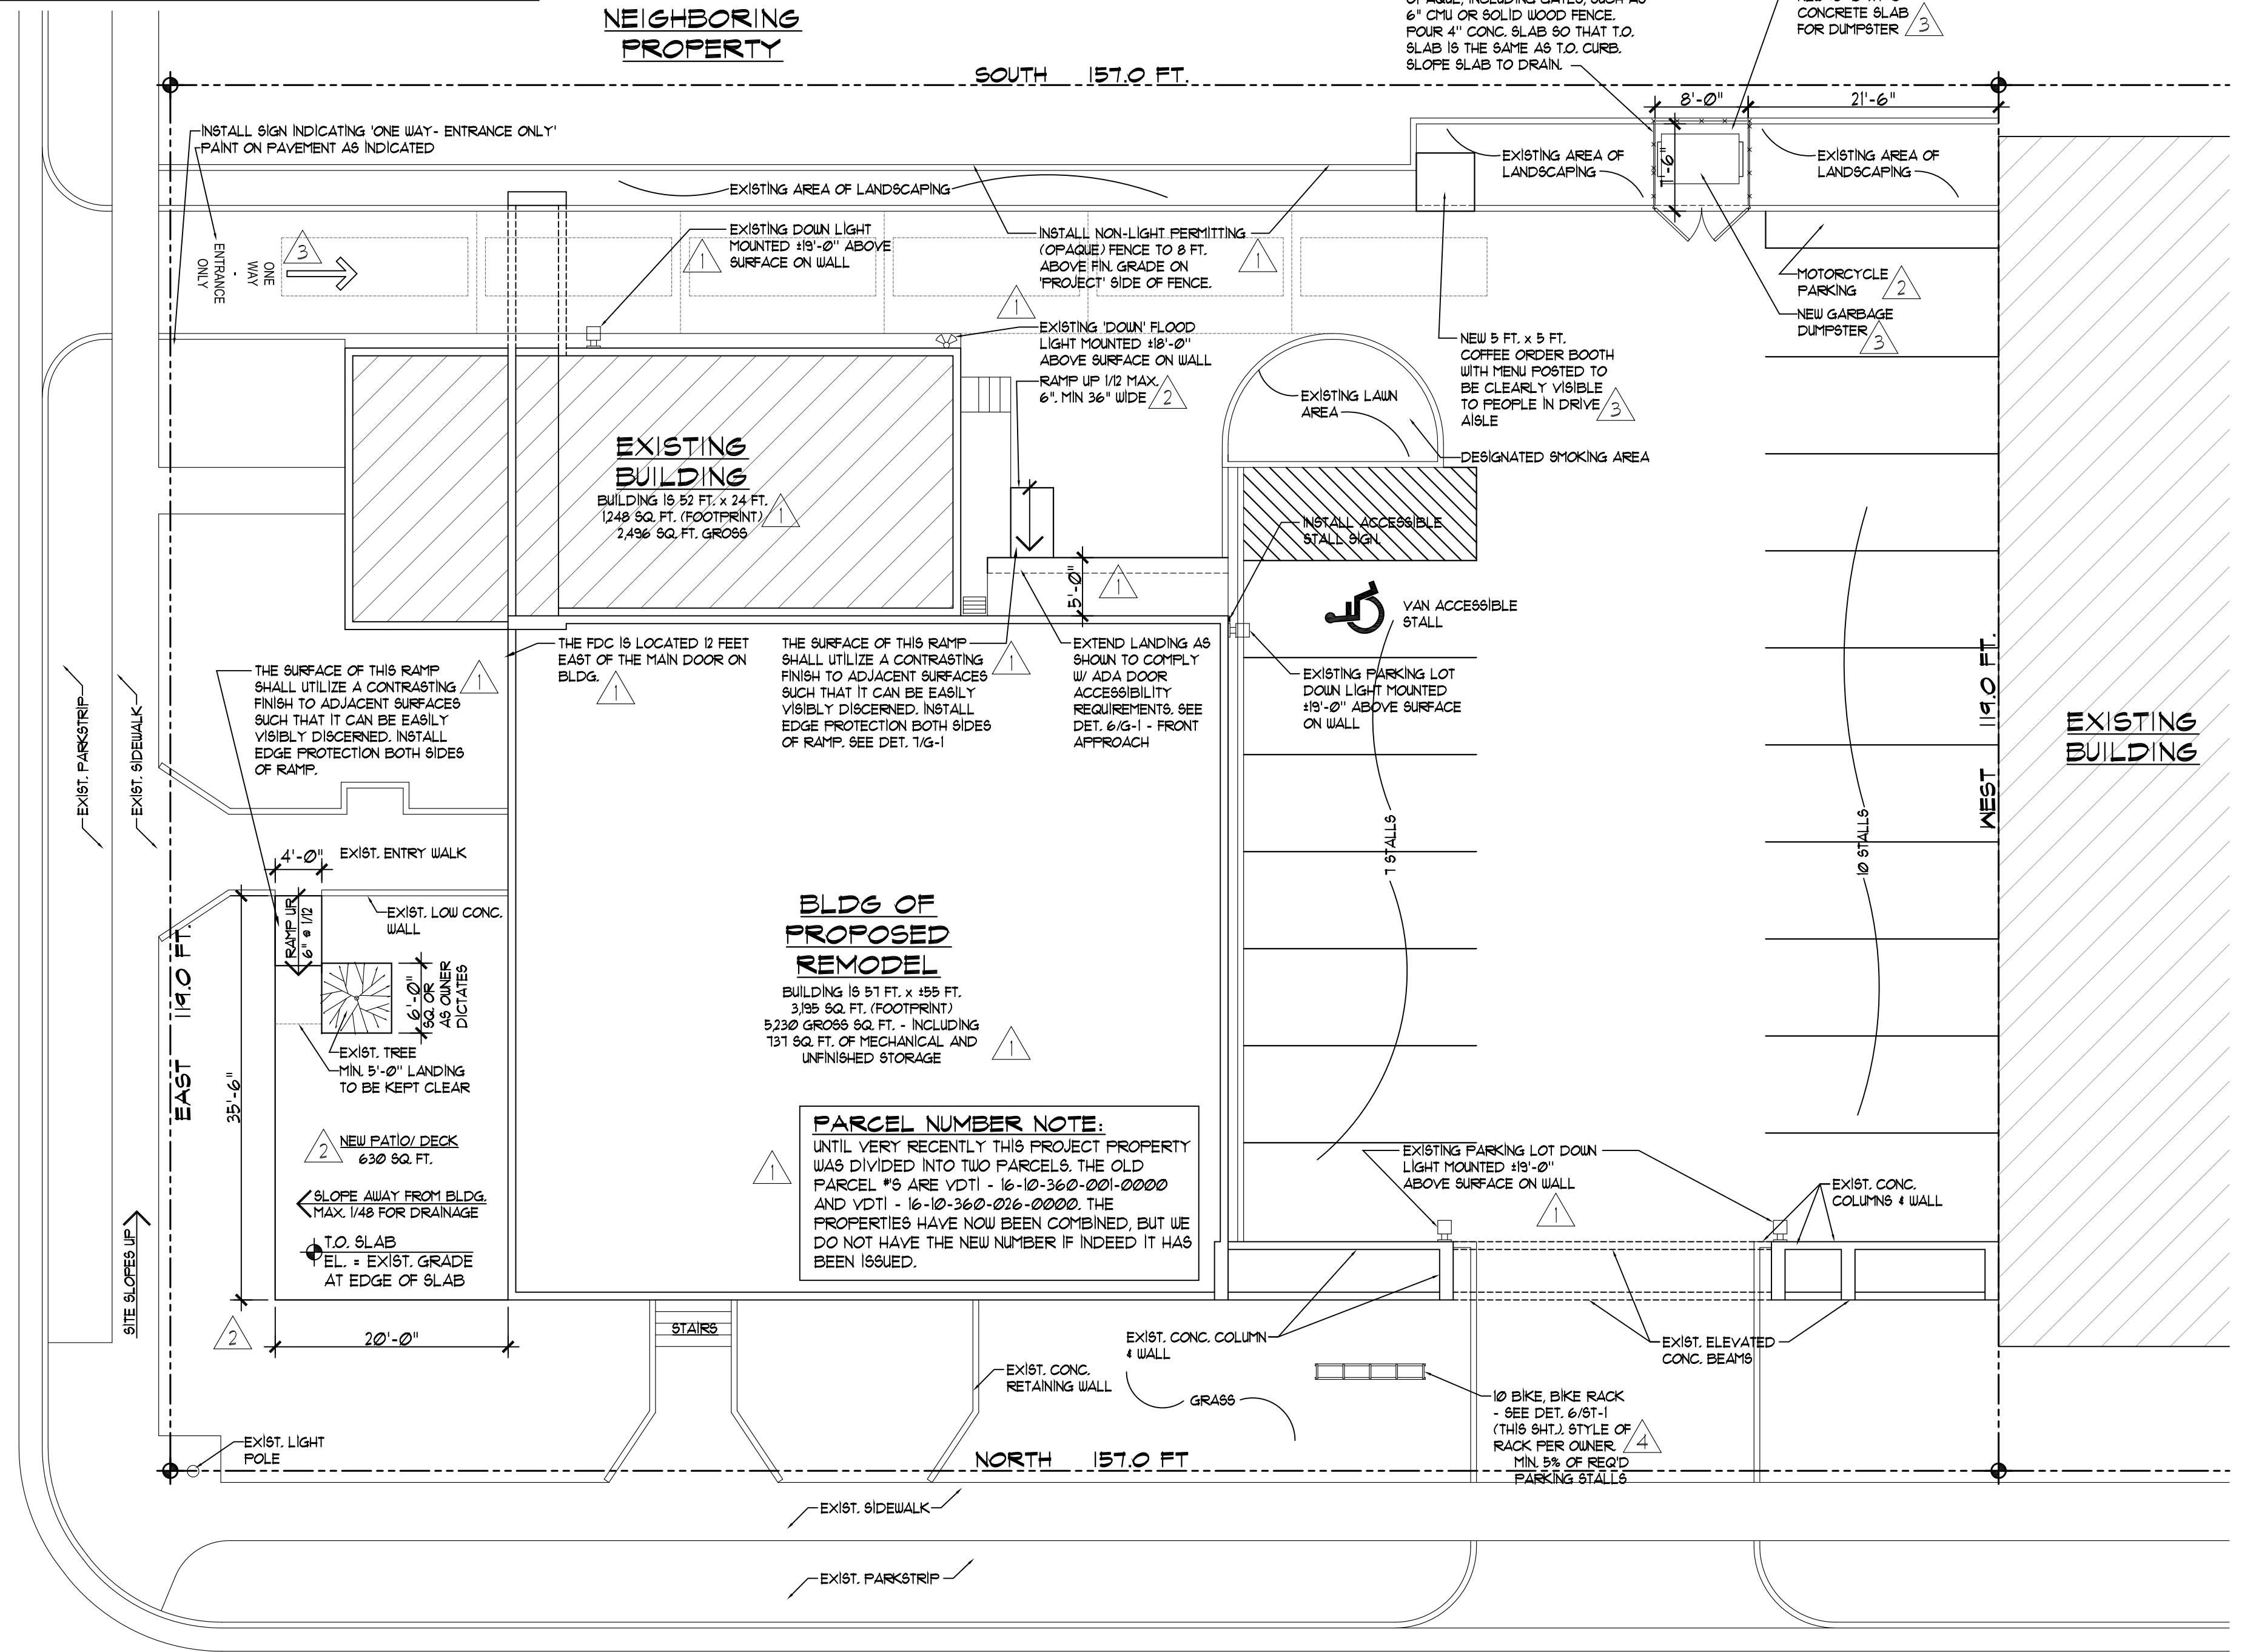 NEIGHBORING
PROPERTY
6" CMU OR SOLID WOOD FENCE.
POUR 4" CONC. SLAB SO THAT T.O.
SLAB IS THE SAME AS T.O. CURB.
SLOPE SLAB TO DRAIN.
CONCRETE SLAB
FOR DUMPSTER
3
SOUTH 157.0 FT.
8'-0"
21'-6"
INSTALL SIGN INDICATING 'ONE WAY - ENTRANCE ONLY'
PAINT ON PAVEMENT AS INDICATED
EXISTING AREA OF LANDSCAPING
EXISTING AREA OF
LANDSCAPING
EXISTING AREA OF
LANDSCAPING
ONE
WAY
-
ENTRANCE
ONLY
3
EXISTING DOWN LIGHT
MOUNTED ±19'-0" ABOVE
SURFACE ON WALL
1
INSTALL NON-LIGHT PERMITTING
(OPAQUE) FENCE TO 8 FT.
ABOVE FIN. GRADE ON
'PROJECT' SIDE OF FENCE.
1
1
MOTORCYCLE
PARKING
2
NEW GARBAGE
DUMPSTER
3
EXISTING 'DOWN' FLOOD
LIGHT MOUNTED ±18'-0"
ABOVE SURFACE ON WALL
RAMP UP 1/12 MAX.
6". MIN 36" WIDE
2
NEW 5 FT. x 5 FT.
COFFEE ORDER BOOTH
WITH MENU POSTED TO
BE CLEARLY VISIBLE
TO PEOPLE IN DRIVE
AISLE
3
EXISTING LAWN
AREA
DESIGNATED SMOKING AREA
EXISTING
BUILDING
BUILDING IS 52 FT. x 24 FT.
1,248 SQ. FT. (FOOTPRINT)
2,496 SQ. FT. GROSS
1
INSTALL ACCESSIBLE
STALL SIGN.
5'-0"
1
VAN ACCESSIBLE
STALL
THE FDC IS LOCATED 12 FEET
EAST OF THE MAIN DOOR ON
BLDG.
1
THE SURFACE OF THIS RAMP
SHALL UTILIZE A CONTRASTING
FINISH TO ADJACENT SURFACES
SUCH THAT IT CAN BE EASILY
VISIBLY DISCERNED. INSTALL
EDGE PROTECTION BOTH SIDES
OF RAMP. SEE DET. 7/G-1
1
EXTEND LANDING AS
SHOWN TO COMPLY
W/ ADA DOOR
ACCESSIBILITY
REQUIREMENTS. SEE
DET. 6/G-1 - FRONT
APPROACH
EXISTING PARKING LOT
DOWN LIGHT MOUNTED
±19'-0" ABOVE SURFACE
ON WALL
THE SURFACE OF THIS RAMP
SHALL UTILIZE A CONTRASTING
FINISH TO ADJACENT SURFACES
SUCH THAT IT CAN BE EASILY
VISIBLY DISCERNED. INSTALL
EDGE PROTECTION BOTH SIDES
OF RAMP.
1
EXIST. PARKSTRIP
EXIST. SIDEWALK
WEST 119.0 FT.
EXISTING
BUILDING
7 STALLS
10 STALLS
4'-0"
EXIST. ENTRY WALK
RAMP UP
6" @ 1/12
EXIST. LOW CONC.
WALL
EAST 119.0 FT.
6'-0"
SQ. OR
AS OWNER
DICTATES
EXIST. TREE
MIN. 5'-0" LANDING
TO BE KEPT CLEAR
35'-6"
BLDG OF
PROPOSED
REMODEL
BUILDING IS 57 FT. x ±55 FT.
3,195 SQ. FT. (FOOTPRINT)
5,230 GROSS SQ. FT. - INCLUDING
737 SQ. FT. OF MECHANICAL AND
UNFINISHED STORAGE
1
2
NEW PATIO/ DECK
630 SQ. FT.
SLOPE AWAY FROM BLDG.
MAX. 1/48 FOR DRAINAGE
T.O. SLAB
EL. = EXIST. GRADE
AT EDGE OF SLAB
SITE SLOPES UP
2
20'-0"
1
PARCEL NUMBER NOTE:
UNTIL VERY RECENTLY THIS PROJECT PROPERTY
WAS DIVIDED INTO TWO PARCELS. THE OLD
PARCEL #'S ARE VDTI - 16-10-360-001-0000
AND VDTI - 16-10-360-026-0000. THE
PROPERTIES HAVE NOW BEEN COMBINED, BUT WE
DO NOT HAVE THE NEW NUMBER IF INDEED IT HAS
BEEN ISSUED.
EXISTING PARKING LOT DOWN
LIGHT MOUNTED ±19'-0"
ABOVE SURFACE ON WALL
1
EXIST. CONC.
COLUMNS & WALL
STAIRS
EXIST. CONC. COLUMN
& WALL
EXIST. ELEVATED
CONC. BEAMS
EXIST. CONC.
RETAINING WALL
GRASS
10 BIKE, BIKE RACK
- SEE DET. 6/ST-1
(THIS SHT.). STYLE OF
RACK PER OWNER.
MIN. 5% OF REQ'D
PARKING STALLS
4
EXIST. LIGHT
POLE
NORTH 157.0 FT
EXIST. SIDEWALK
EXIST. PARKSTRIP